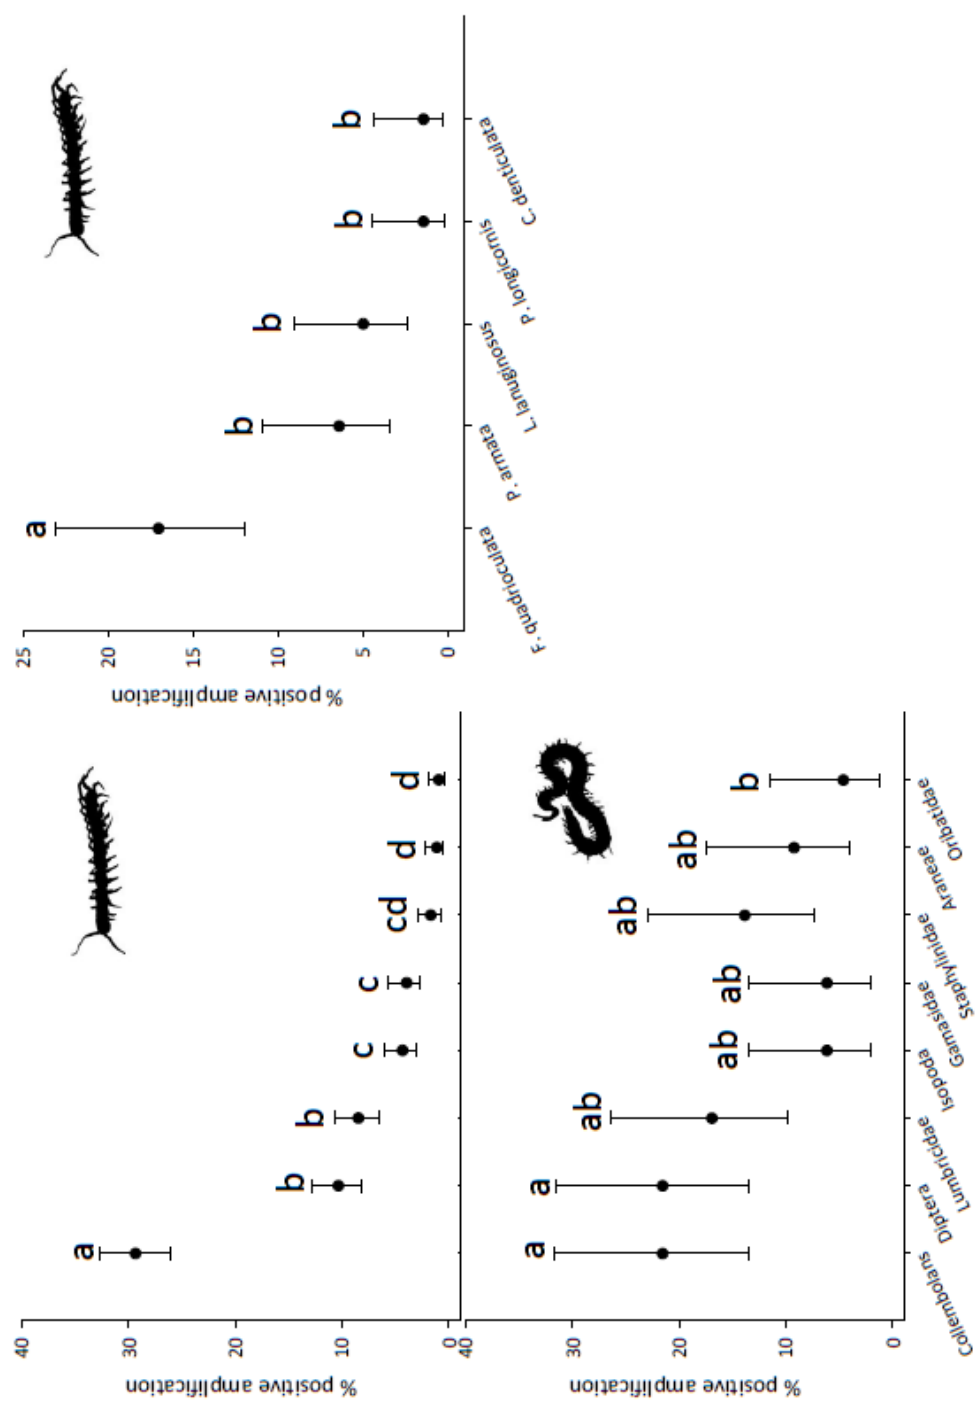 40
30
20
10
0
% positive amplification
a
b
b
c
c
cd
d
d
40
30
20
10
0
% positive amplification
a
a
ab
ab
ab
ab
ab
b
Collembolans
Diptera
Lumbricidae
Isopoda
Gamasidae
Staphylinidae
Araneae
Oribatidae
25
20
15
10
5
0
% positive amplification
a
b
b
b
b
F. quadrioculata
P. armata
L. lanuginosus
P. longicornis
C. denticulata